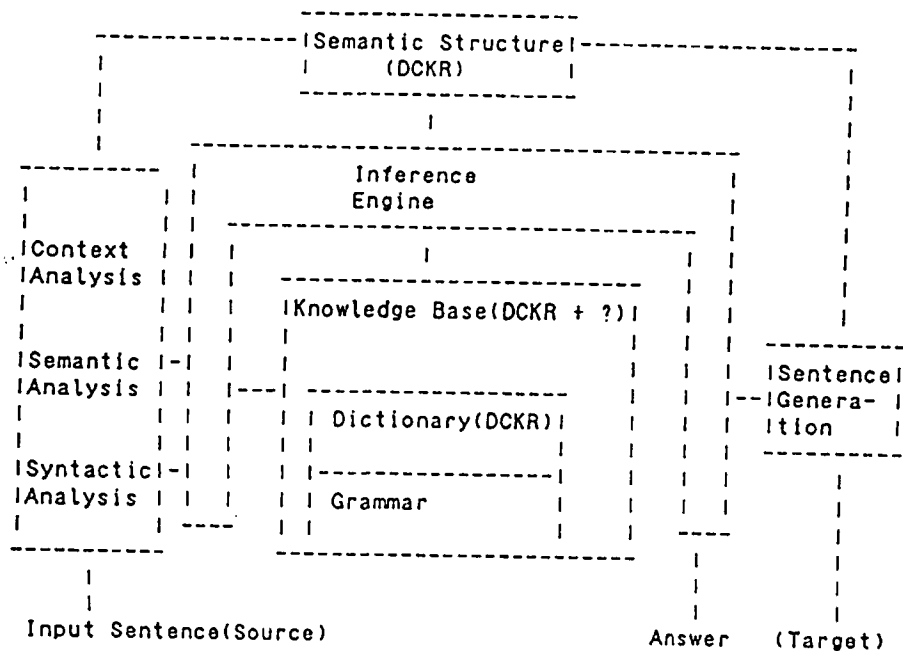 Semantic Structure
(DCKR)
Inference
Engine
Context
Analysis
Knowledge Base(DCKR + ?)
Semantic
Analysis
Sentence
Genera-
tion
Dictionary(DCKR)
Syntactic
Analysis
Grammar
Input Sentence(Source)
Answer
(Target)